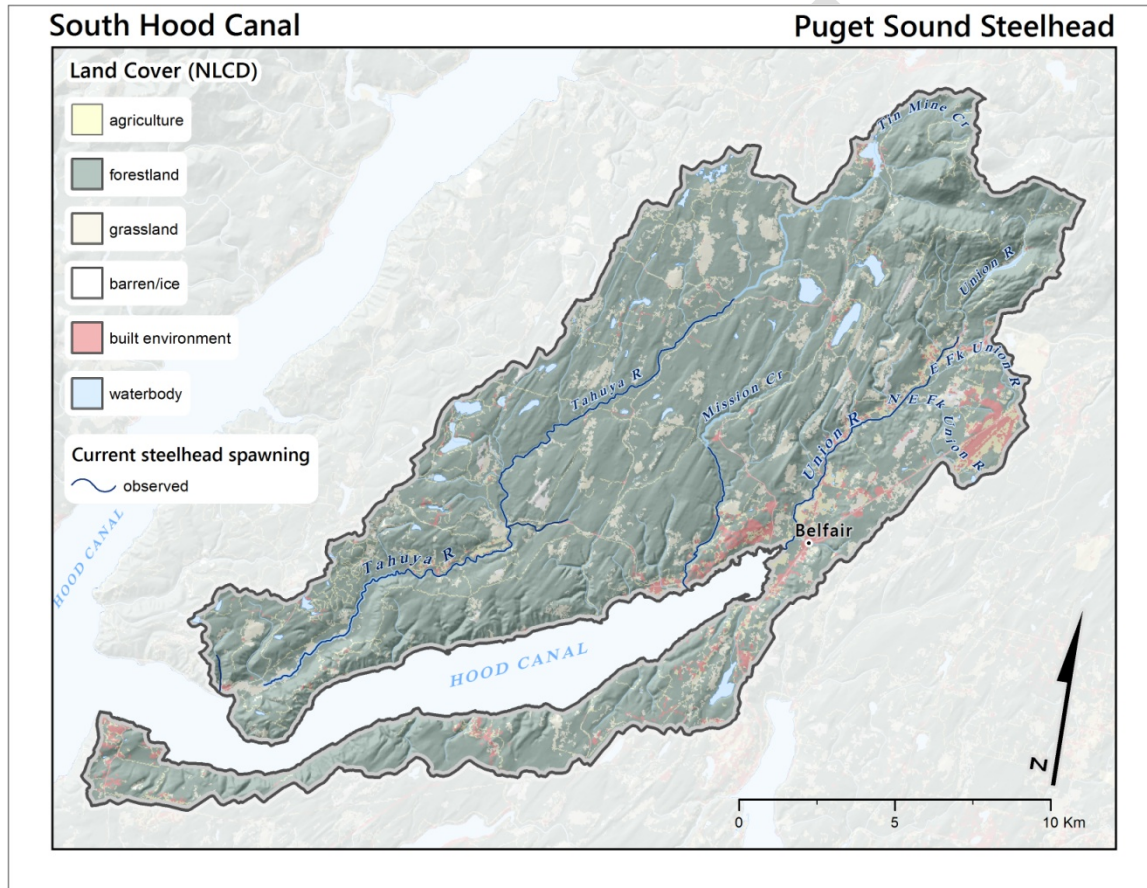 South Hood Canal
Puget Sound Steelhead
Land Cover (NLCD)
agriculture
forestland
grassland
barren/ice
built environment
waterbody
Current steelhead spawning
observed
Tin Mine Cr
Union R
E Fk Union R
N E Fk Union R
Tahuya R
Mission Cr
Union R
Belfair
Tahuya R
HOOD CANAL
HOOD CANAL
N
0 5 10 Km